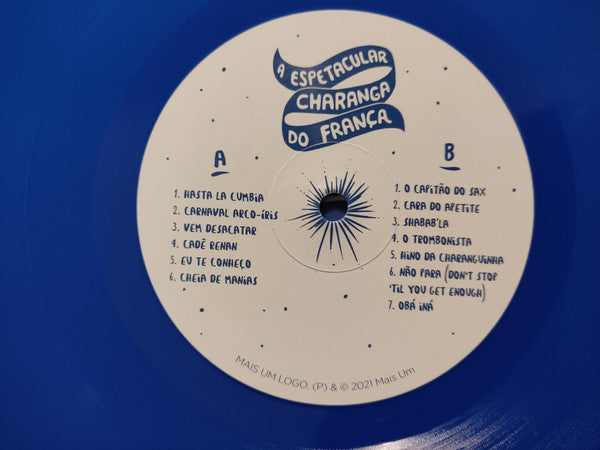 A ESPETACULAR
CHARANGA
DO FRANÇA
A
1. HASTA LA CUMBIA
2. CARNAVAL ARCO-ÍRIS
3. VEM DESACATAR
4. CADÊ RENAN
5. EU TE CONHEÇO
6. CHEIA DE MANIAS
B
1. O CAPITÃO DO SAX
2. CARA DO APETITE
3. SHABAB'LA
4. O TROMBONISTA
5. HINO DA CHARANGUINHA
6. NÃO PARA (DON'T STOP
'TIL YOU GET ENOUGH)
7. OBÁ INÁ
MAIS UM LOGO. (P) & © 2021 Mais Um